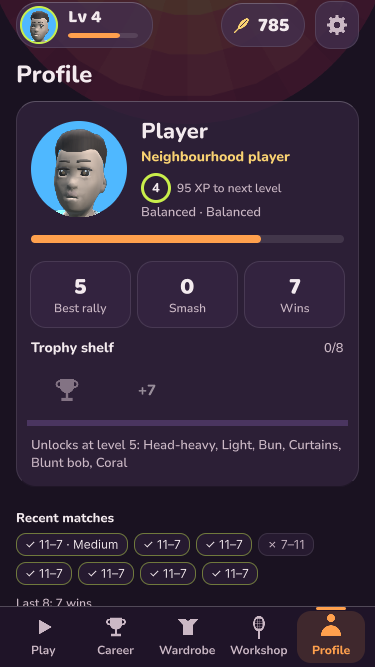 Lv 4
785
Profile
Player
Neighbourhood player
4 95 XP to next level
Balanced · Balanced
5 0 7
Best rally Smash Wins
Trophy shelf 0/8
+7
Unlocks at level 5: Head-heavy, Light, Bun, Curtains,
Blunt bob, Coral
Recent matches
✓ 11–7 · Medium ✓ 11–7 ✓ 11–7 × 7–11
✓ 11–7 ✓ 11–7 ✓ 11–7 ✓ 11–7
Last 8: 7 wins
Play Career Wardrobe Workshop Profile